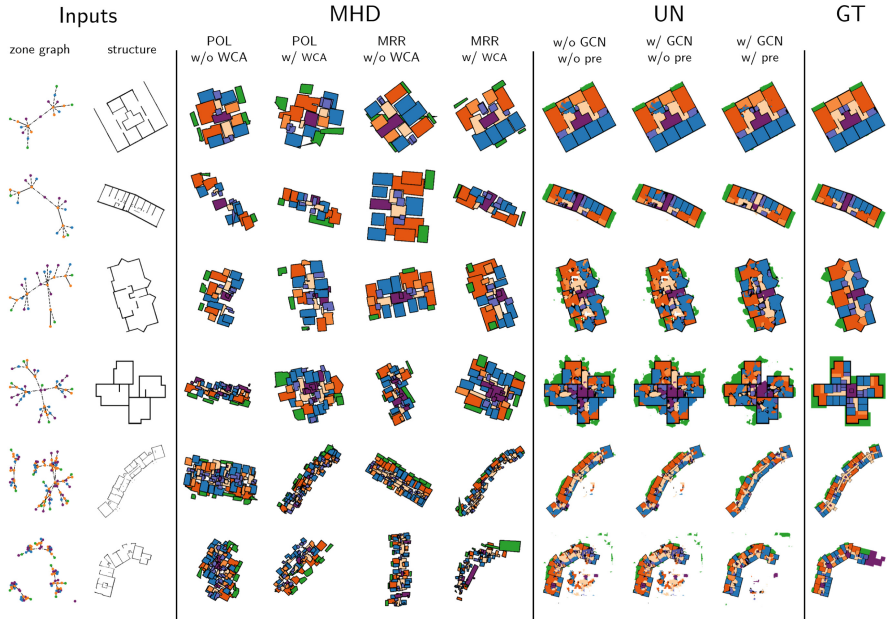 Inputs MHD UN GT
zone graph structure
POL w/o WCA
POL w/ WCA
MRR w/o WCA
MRR w/ WCA
w/o GCN w/o pre
w/ GCN w/o pre
w/ GCN w/ pre